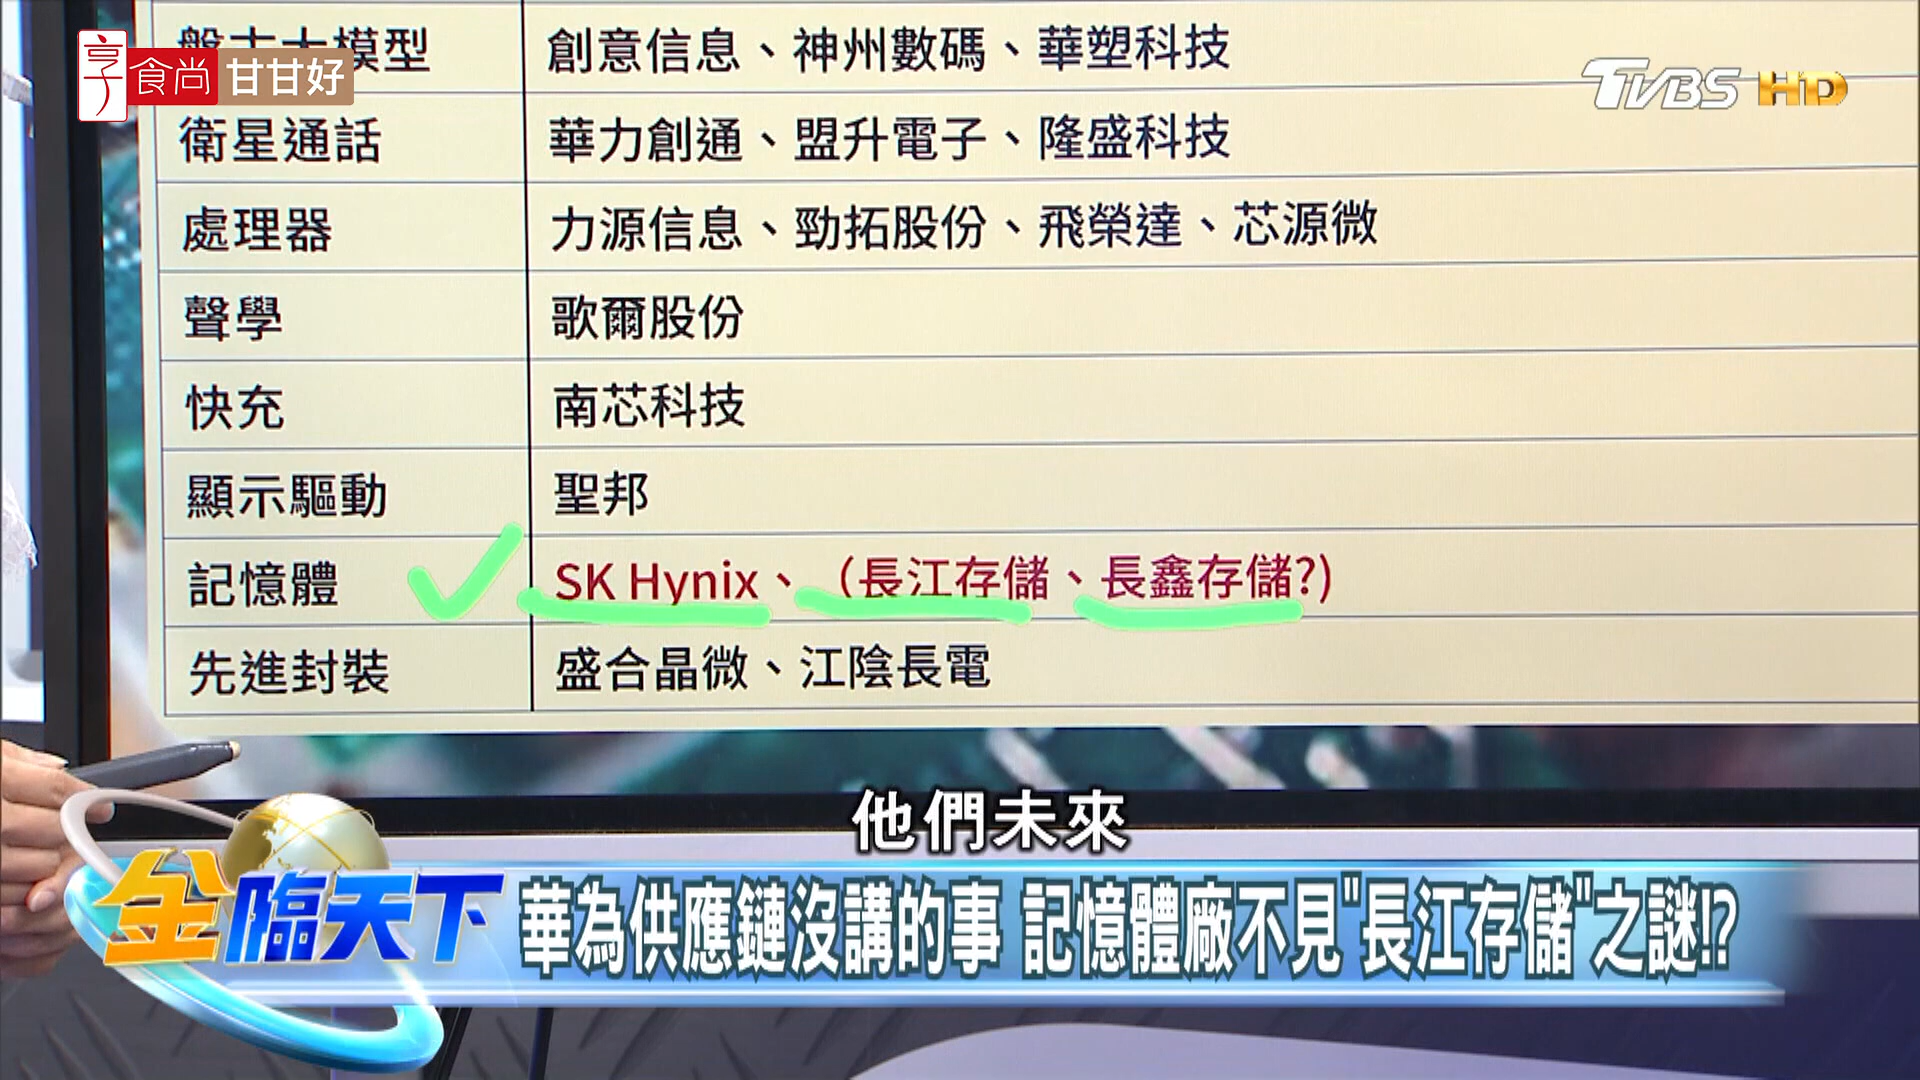 盤古大模型 創意信息、神州數碼、華塑科技
享食尚 甘甘好
TVBS HD
衛星通話 華力創通、盟升電子、隆盛科技
處理器 力源信息、勁拓股份、飛榮達、芯源微
聲學 歌爾股份
快充 南芯科技
顯示驅動 聖邦
記憶體 SK Hynix、（長江存儲、長鑫存儲?)
先進封裝 盛合晶微、江陰長電
他們未來
金臨天下
華為供應鏈沒講的事 記憶體廠不見"長江存儲"之謎!?